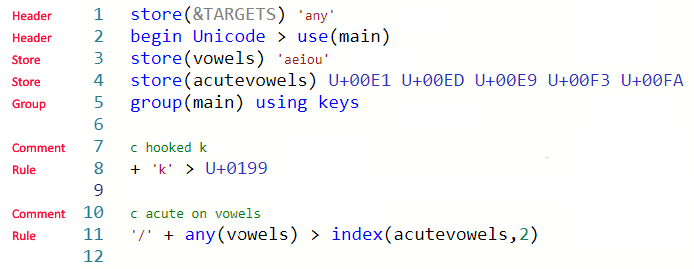 Header 1 store(&TARGETS) 'any'
Header 2 begin Unicode > use(main)
Store 3 store(vowels) 'aeiou'
Store 4 store(acutevowels) U+00E1 U+00ED U+00E9 U+00F3 U+00FA
Group 5 group(main) using keys
6
Comment 7 c hooked k
Rule 8 + 'k' > U+0199
9
Comment 10 c acute on vowels
Rule 11 '/' + any(vɔwels) > index(acutevowels,2)
12